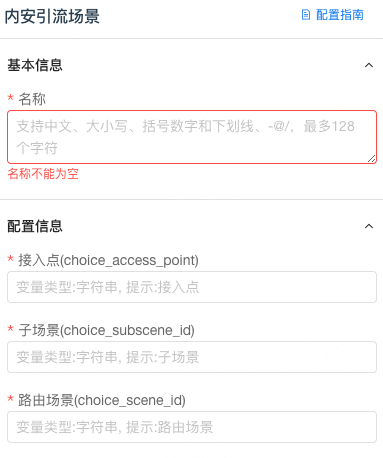 内安引流场景
配置指南
基本信息
* 名称
支持中文、大小写、括号数字和下划线、-@/，最多128
个字符
名称不能为空
配置信息
* 接入点(choice_access_point)
变量类型:字符串, 提示:接入点
* 子场景(choice_subscene_id)
变量类型:字符串, 提示:子场景
* 路由场景(choice_scene_id)
变量类型:字符串, 提示:路由场景